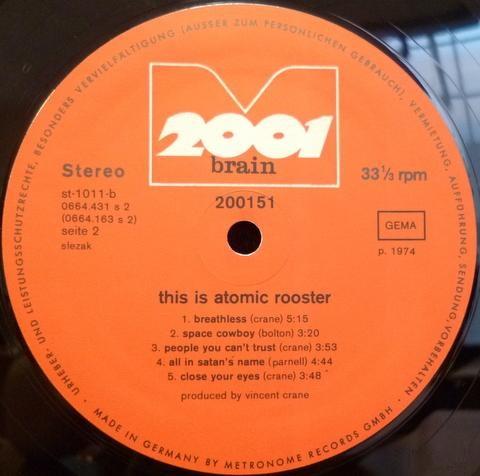 URHEBER- UND LEISTUNGSSCHUTZRECHTE, BESONDERS VERVIELFÄLTIGUNG (AUSSER ZUM PERSÖNLICHEN GEBRAUCH), VERMIETUNG, AUFFÜHRUNG, SENDUNG, VORBEHALTEN.
2001
brain
Stereo
33 1/3 rpm
st-1011-b
0664.431 s 2
(0664.163 s 2)
seite 2
slezak
200151
GEMA
p. 1974
this is atomic rooster
1. breathless (crane) 5:15
2. space cowboy (bolton) 3:20
3. people you can't trust (crane) 3:53
4. all in satan's name (parnell) 4:44
5. close your eyes (crane) 3:48
produced by vincent crane
• MADE IN GERMANY BY METRONOME RECORDS GMBH •